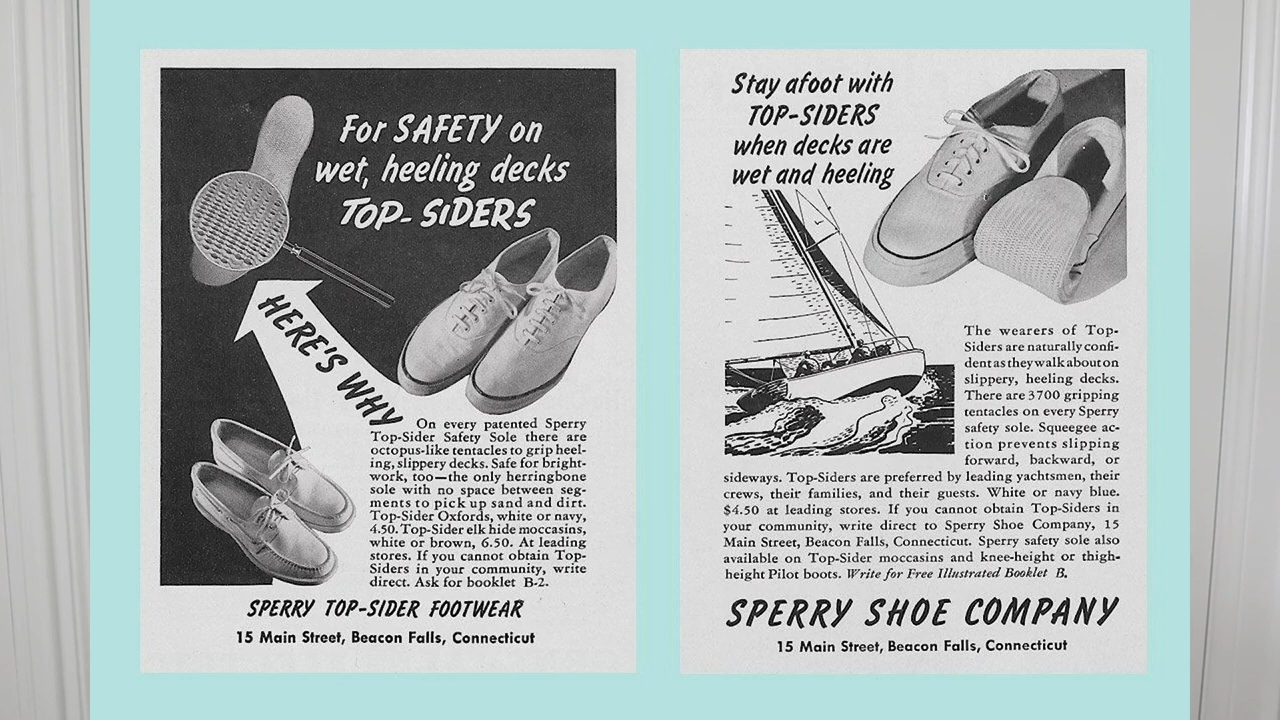 For SAFETY on
wet, heeling decks
TOP-SIDERS
HERE'S WHY
On every patented Sperry
Top-Sider Safety Sole there are
octopus-like tentacles to grip heel-
ing, slippery decks. Safe for bright-
work, too—the only herringbone
sole with no space between seg-
ments to pick up sand and dirt.
Top-Sider Oxfords, white or navy,
4.50. Top-Sider elk hide moccasins,
white or brown, 6.50. At leading
stores. If you cannot obtain Top-
Siders in your community, write
direct. Ask for booklet B-2.
SPERRY TOP-SIDER FOOTWEAR
15 Main Street, Beacon Falls, Connecticut
Stay afoot with
TOP-SIDERS
when decks are
wet and heeling
The wearers of Top-
Siders are naturally confi-
dent as they walk about on
slippery, heeling decks.
There are 3700 gripping
tentacles on every Sperry
safety sole. Squeegee ac-
tion prevents slipping
forward, backward, or
sideways. Top-Siders are preferred by leading yachtsmen, their
crews, their families, and their guests. White or navy blue.
$4.50 at leading stores. If you cannot obtain Top-Siders in
your community, write direct to Sperry Shoe Company, 15
Main Street, Beacon Falls, Connecticut. Sperry safety sole also
available on Top-Sider moccasins and knee-height or thigh-
height Pilot boots. Write for Free Illustrated Booklet B.
SPERRY SHOE COMPANY
15 Main Street, Beacon Falls, Connecticut